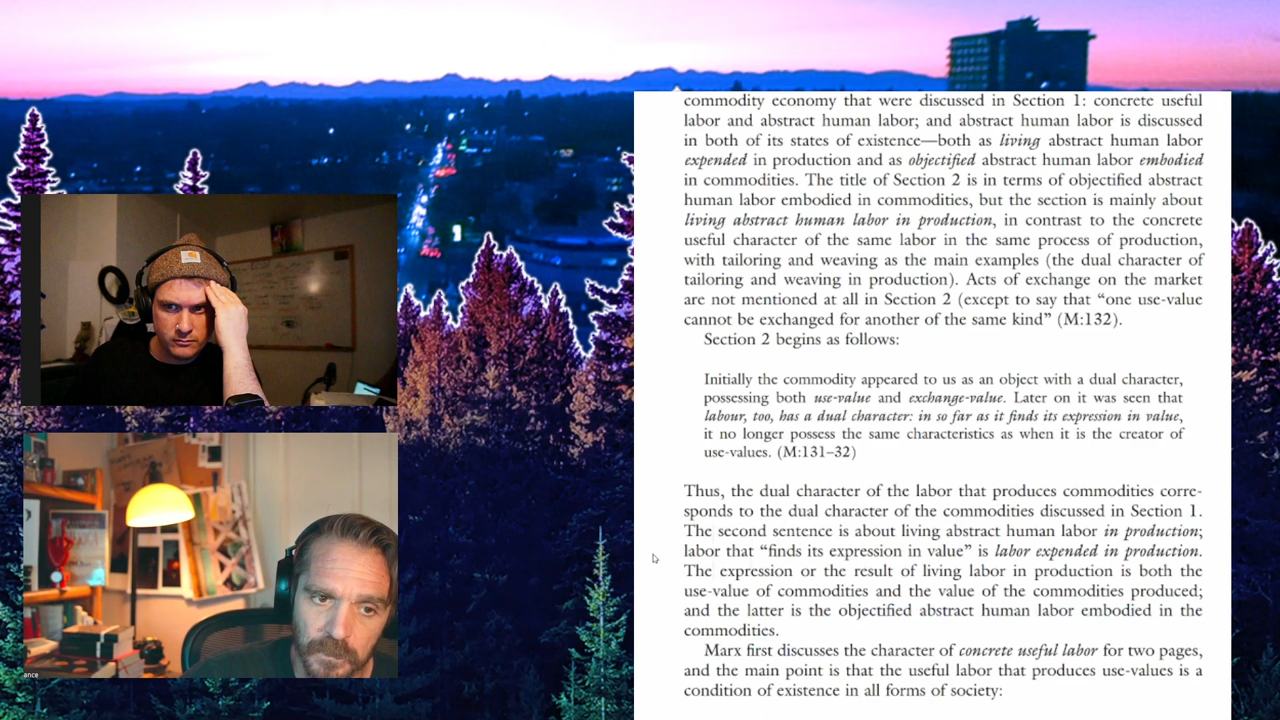 commodity economy that were discussed in Section 1: concrete useful
labor and abstract human labor; and abstract human labor is discussed
in both of its states of existence—both as living abstract human labor
expended in production and as objectified abstract human labor embodied
in commodities. The title of Section 2 is in terms of objectified abstract
human labor embodied in commodities, but the section is mainly about
living abstract human labor in production, in contrast to the concrete
useful character of the same labor in the same process of production,
with tailoring and weaving as the main examples (the dual character of
tailoring and weaving in production). Acts of exchange on the market
are not mentioned at all in Section 2 (except to say that “one use-value
cannot be exchanged for another of the same kind” (M:132).
Section 2 begins as follows:
Initially the commodity appeared to us as an object with a dual character,
possessing both use-value and exchange-value. Later on it was seen that
labour, too, has a dual character: in so far as it finds its expression in value,
it no longer possess the same characteristics as when it is the creator of
use-values. (M:131–32)
Thus, the dual character of the labor that produces commodities corre-
sponds to the dual character of the commodities discussed in Section 1.
The second sentence is about living abstract human labor in production;
labor that “finds its expression in value” is labor expended in production.
The expression or the result of living labor in production is both the
use-value of commodities and the value of the commodities produced;
and the latter is the objectified abstract human labor embodied in the
commodities.
Marx first discusses the character of concrete useful labor for two pages,
and the main point is that the useful labor that produces use-values is a
condition of existence in all forms of society:
ance